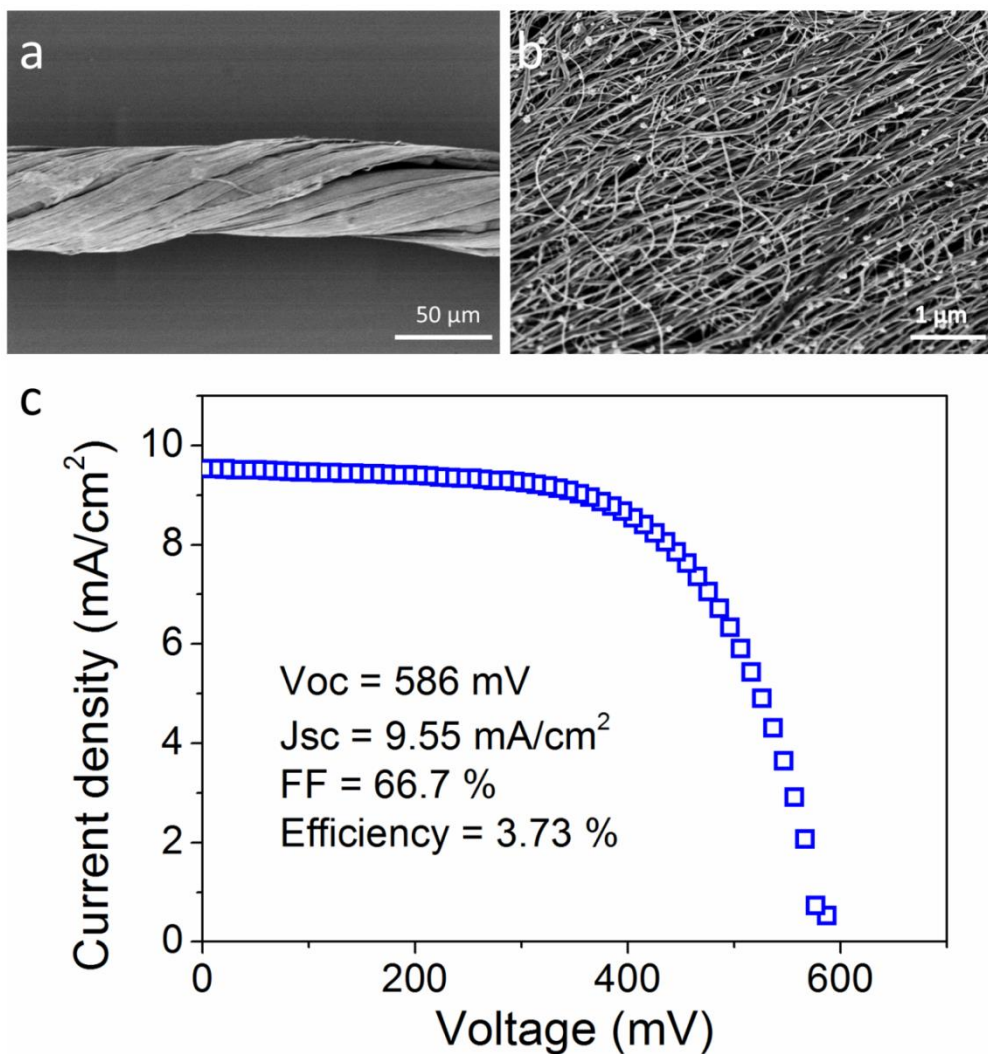 a
50 µm
b
1 µm
c
Current density (mA/cm²)
10
8
6
4
2
0
Voc = 586 mV
Jsc = 9.55 mA/cm²
FF = 66.7 %
Efficiency = 3.73 %
0
200
400
600
Voltage (mV)